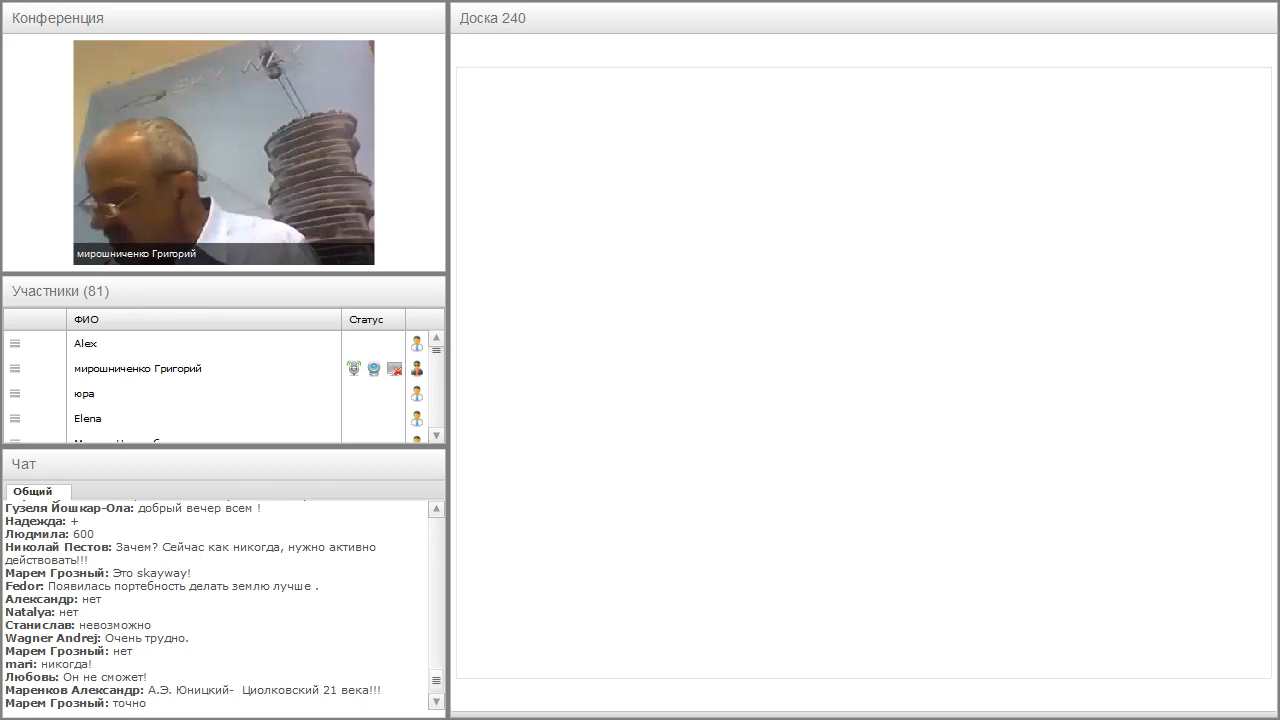 Конференция
SKY WAY
мирошниченко Григорий
Участники (81)
ФИО
Статус
Alex
мирошниченко Григорий
юра
Elena
Чат
Общий
Гузеля Йошкар-Ола: добрый вечер всем !
Надежда: +
Людмила: 600
Николай Пестов: Зачем? Сейчас как никогда, нужно активно
действовать!!!
Марем Грозный: Это skayway!
Fedor: Появилась портебность делать землю лучше .
Александр: нет
Natalya: нет
Станислав: невозможно
Wagner Andrej: Очень трудно.
Марем Грозный: нет
mari: никогда!
Любовь: Он не сможет!
Маренков Александр: А.Э. Юницкий- Циолковский 21 века!!!
Марем Грозный: точно
Доска 240